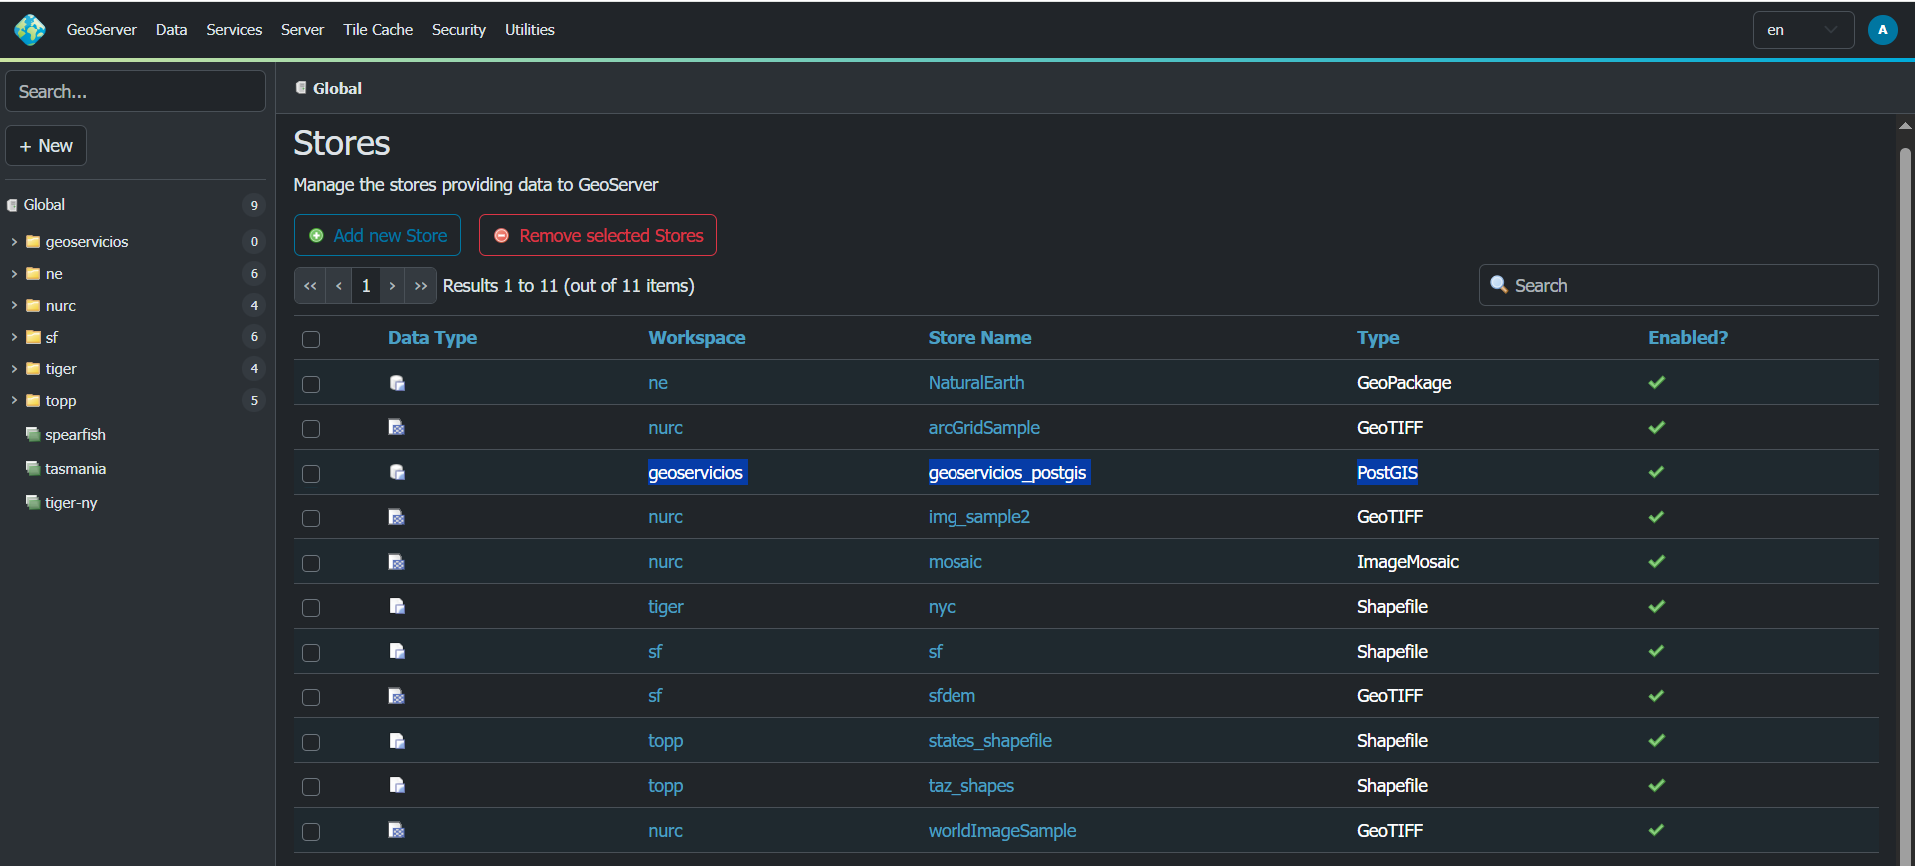 GeoServer Data Services Server Tile Cache Security Utilities en A
Search...
+ New
Global 9
geoservicios 0
ne 6
nurc 4
sf 6
tiger 4
topp 5
spearfish
tasmania
tiger-ny
Global
Stores
Manage the stores providing data to GeoServer
Add new Store Remove selected Stores
<< < 1 > >> Results 1 to 11 (out of 11 items) Search
Data Type Workspace Store Name Type Enabled?
ne NaturalEarth GeoPackage
nurc arcGridSample GeoTIFF
geoservicios geoservicios_postgis PostGIS
nurc img_sample2 GeoTIFF
nurc mosaic ImageMosaic
tiger nyc Shapefile
sf sf Shapefile
sf sfdem GeoTIFF
topp states_shapefile Shapefile
topp taz_shapes Shapefile
nurc worldImageSample GeoTIFF